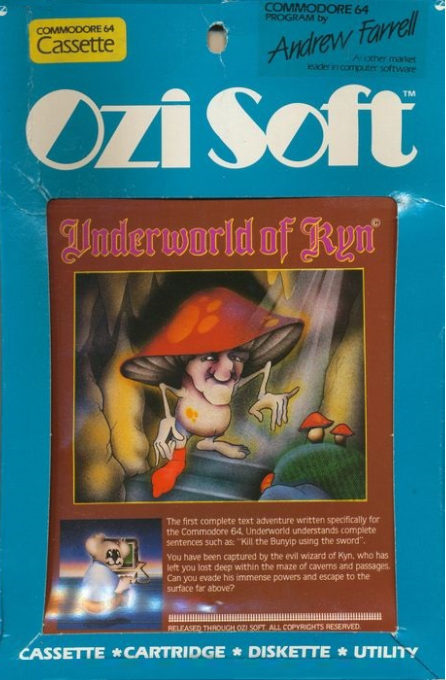 COMMODORE 64
Cassette
COMMODORE 64
PROGRAM by
Andrew Farrell
Another market
leader in computer software
Ozi Soft™
Underworld of Kyn©
The first complete text adventure written specifically for
the Commodore 64, Underworld understands complete
sentences such as: "Kill the Bunyip using the sword".
You have been captured by the evil wizard of Kyn, who has
left you lost deep within the maze of caverns and passages.
Can you evade his immense powers and escape to the
surface far above?
RELEASED THROUGH OZI SOFT. ALL COPYRIGHTS RESERVED.
CASSETTE *CARTRIDGE * DISKETTE * UTILITY